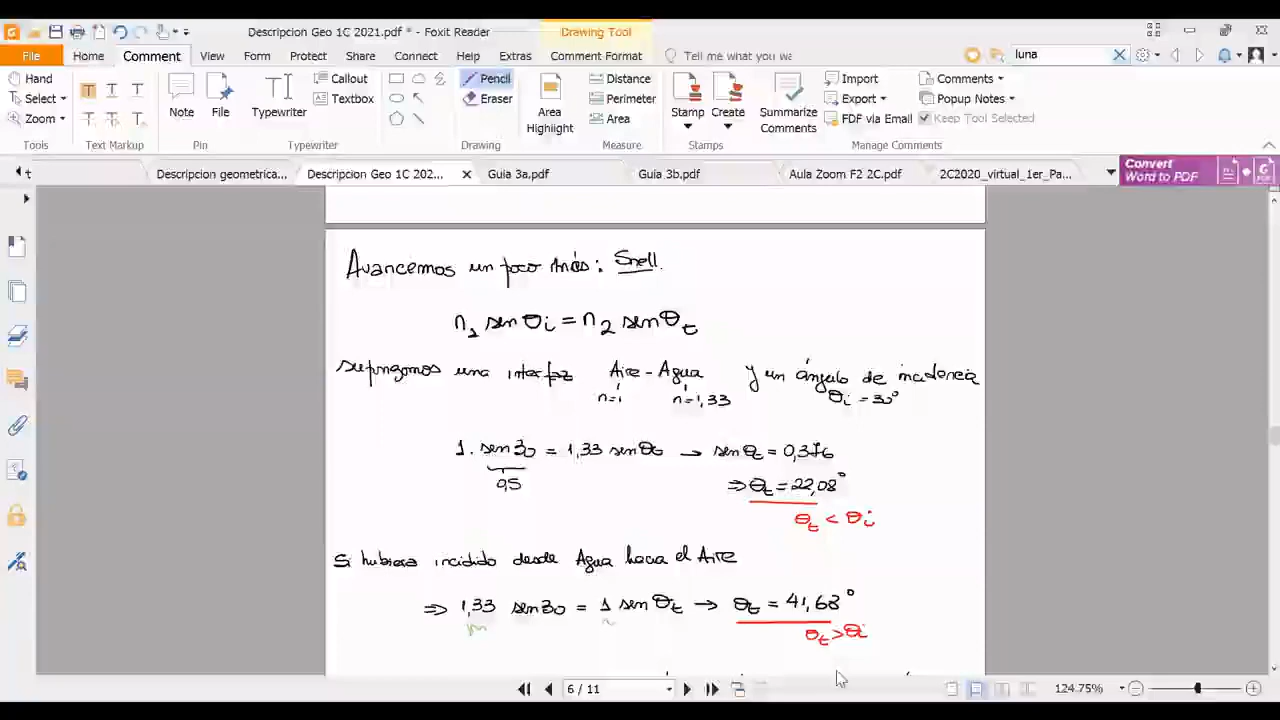 Descripcion Geo 1C 2021.pdf * - Foxit Reader
Drawing Tool
File Home Comment View Form Protect Share Connect Help Extras Comment Format Tell me what you wa luna
Hand
Select
Zoom
Tools
Text Markup
Note File
Pin
Typewriter Callout
Textbox
Typewriter
Pencil
Eraser
Drawing
Area Highlight
Distance
Perimeter
Area
Measure
Stamp Create
Stamps
Summarize Comments
Import
Export
FDF via Email
Comments
Popup Notes
Keep Tool Selected
Manage Comments
Descripcion geometrica... Descripcion Geo 1C 202... Guia 3a.pdf Guia 3b.pdf Aula Zoom F2 2C.pdf 2C2020_virtual_1er_Pa...
Convert
Word to PDF
Avancemos un poco más: Snell.
n₁ sen θi = n₂ sen θt
supongamos una interfaz Aire - Agua y un ángulo de incidencia
n=1 n=1,33 θi = 30°
1. sen 30 = 1,33 sen θt → sen θt = 0,376
0,5 ⇒ θt = 22,08°
θt < θi
Si hubiera incidido desde Agua hacia el Aire
⇒ 1,33 sen 30 = 1 sen θt → θt = 41,68°
θt > θi
6 / 11
124.75%